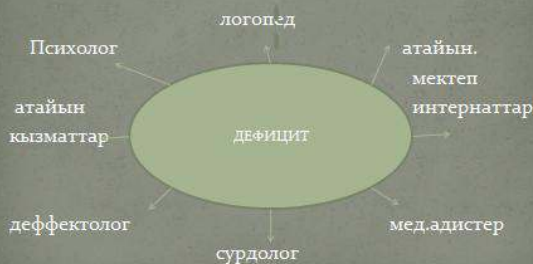 логопед
Психолог
атайын.
мектеп
интернаттар
атайын
кызматтар
ДЕФИЦИТ
деффектолог
мед.адистер
сурдолог